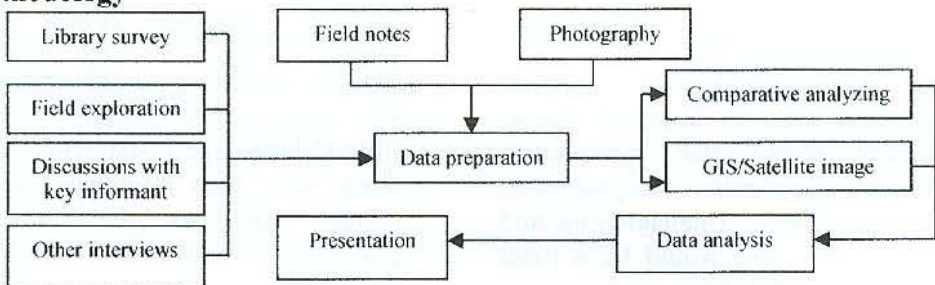 Library survey
Field notes
Photography
Field exploration
Comparative analyzing
Discussions with
key informant
Data preparation
GIS/Satellite image
Other interviews
Presentation
Data analysis